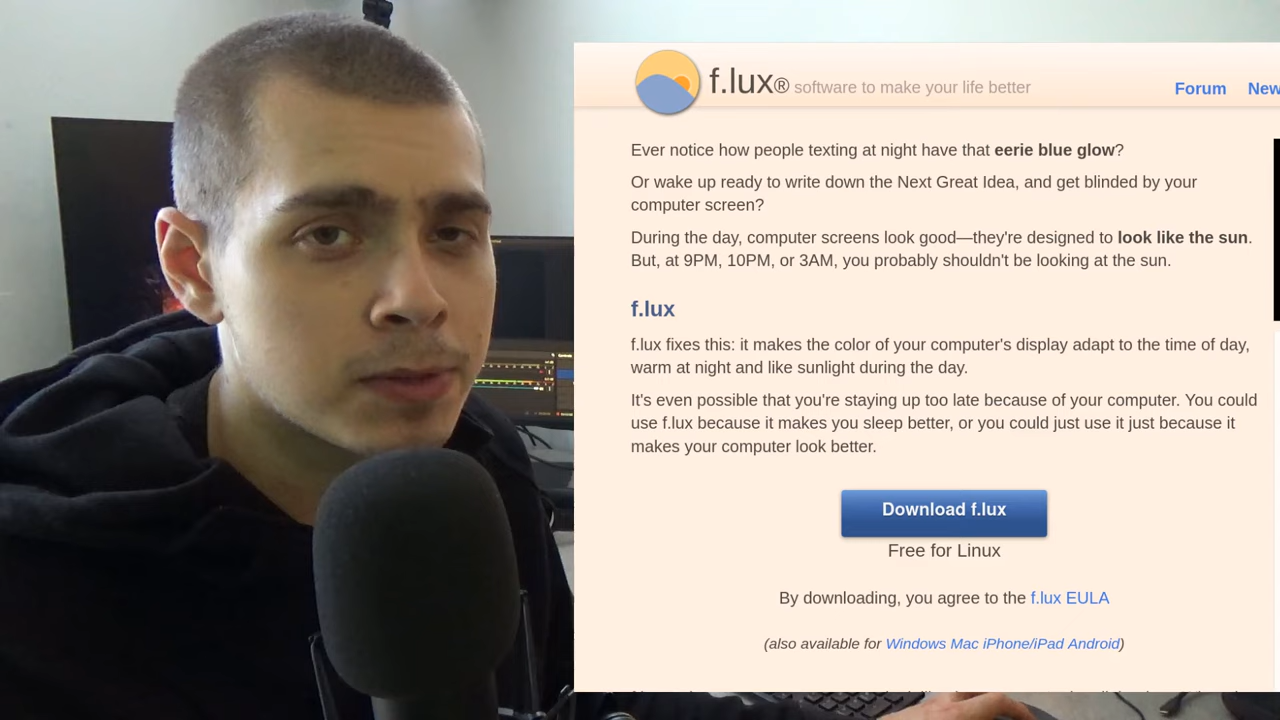 f.lux® software to make your life better
Forum
Ever notice how people texting at night have that eerie blue glow?
Or wake up ready to write down the Next Great Idea, and get blinded by your
computer screen?
During the day, computer screens look good—they're designed to look like the sun.
But, at 9PM, 10PM, or 3AM, you probably shouldn't be looking at the sun.
f.lux
f.lux fixes this: it makes the color of your computer's display adapt to the time of day,
warm at night and like sunlight during the day.
It's even possible that you're staying up too late because of your computer. You could
use f.lux because it makes you sleep better, or you could just use it just because it
makes your computer look better.
Download f.lux
Free for Linux
By downloading, you agree to the f.lux EULA
(also available for Windows Mac iPhone/iPad Android)